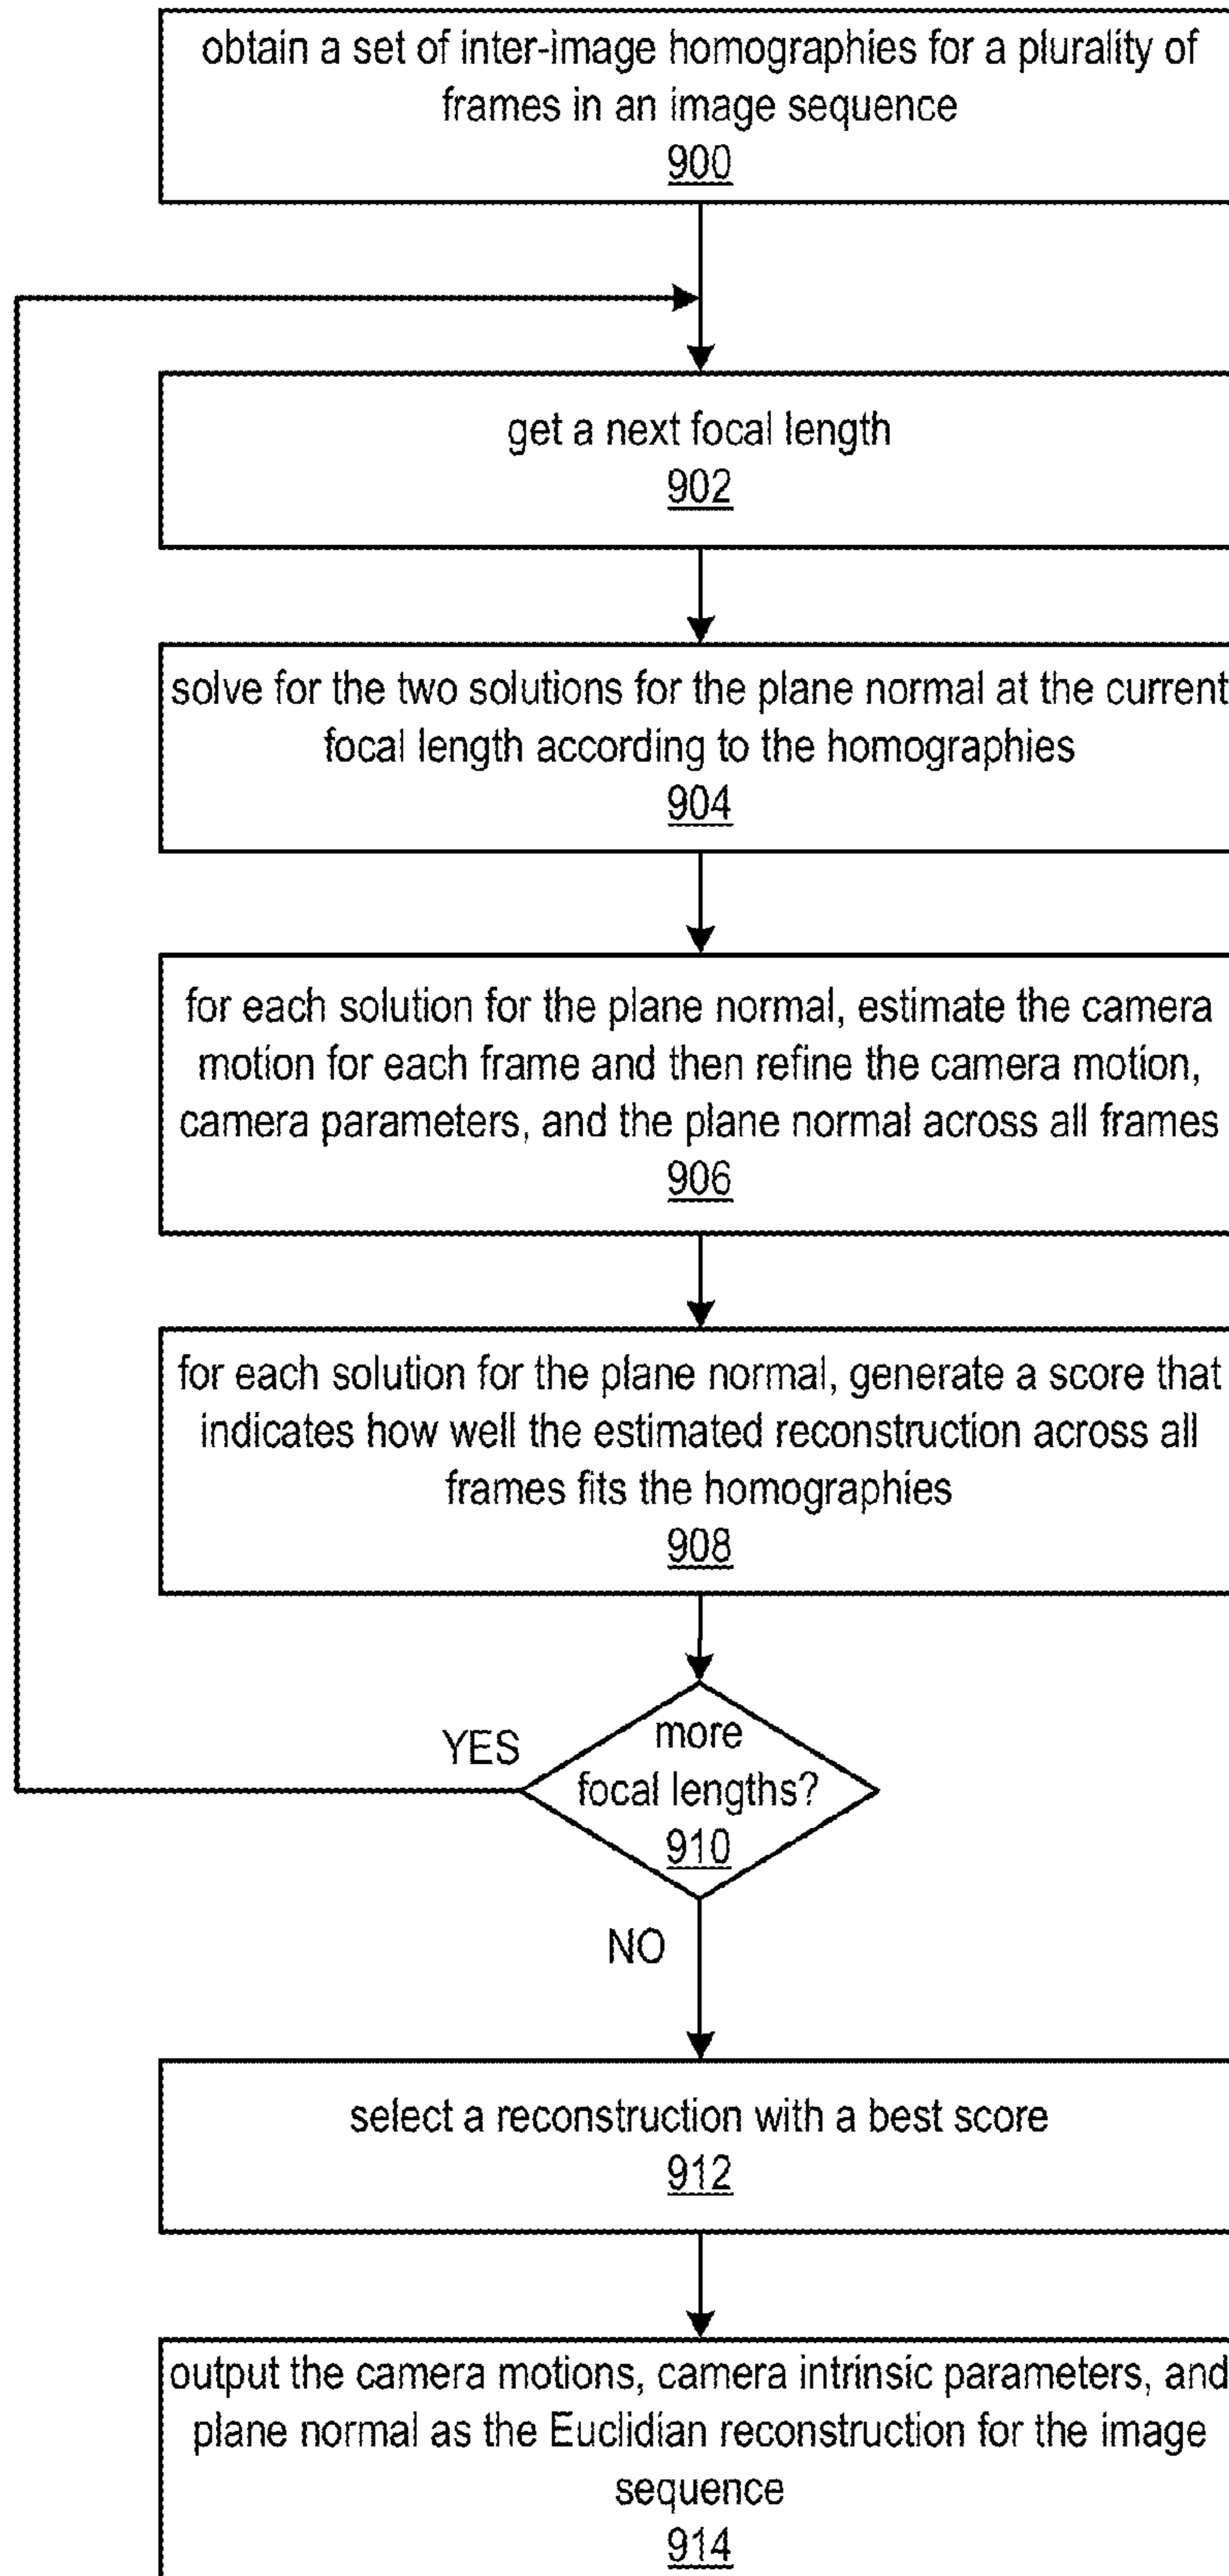 obtain a set of inter-image homographies for a plurality of
frames in an image sequence
900
get a next focal length
902
solve for the two solutions for the plane normal at the current
focal length according to the homographies
904
for each solution for the plane normal, estimate the camera
motion for each frame and then refine the camera motion,
camera parameters, and the plane normal across all frames
906
for each solution for the plane normal, generate a score that
indicates how well the estimated reconstruction across all
frames fits the homographies
908
YES
more
focal lengths?
910
NO
select a reconstruction with a best score
912
output the camera motions, camera intrinsic parameters, and
plane normal as the Euclidian reconstruction for the image
sequence
914